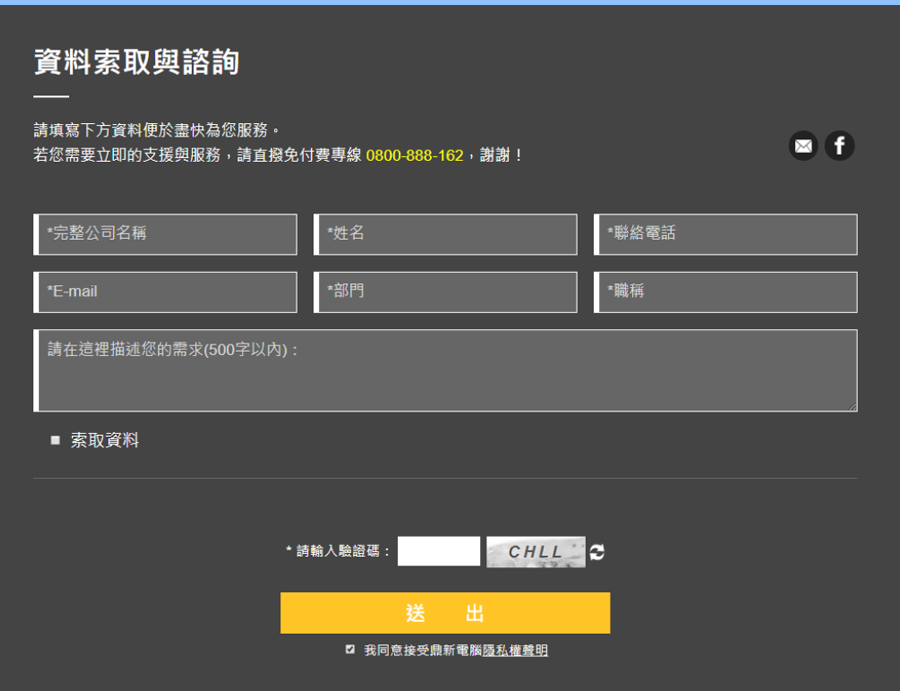 資料索取與諮詢
請填寫下方資料便於盡快為您服務。
若您需要立即的支援與服務，請直撥免付費專線 0800-888-162，謝謝！
*完整公司名稱
*姓名
*聯絡電話
*E-mail
*部門
*職稱
請在這裡描述您的需求(500字以內)：
索取資料
* 請輸入驗證碼：
CHLL
送 出
我同意接受鼎新電腦隱私權聲明